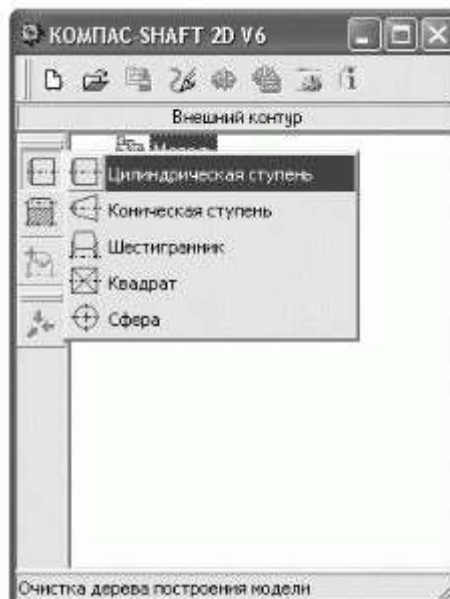 КОМПАС-SHAFT 2D V6
Внешний контур
Цилиндрическая ступень
Коническая ступень
Шестигранник
Квадрат
Сфера
Очистка дерева построения модели